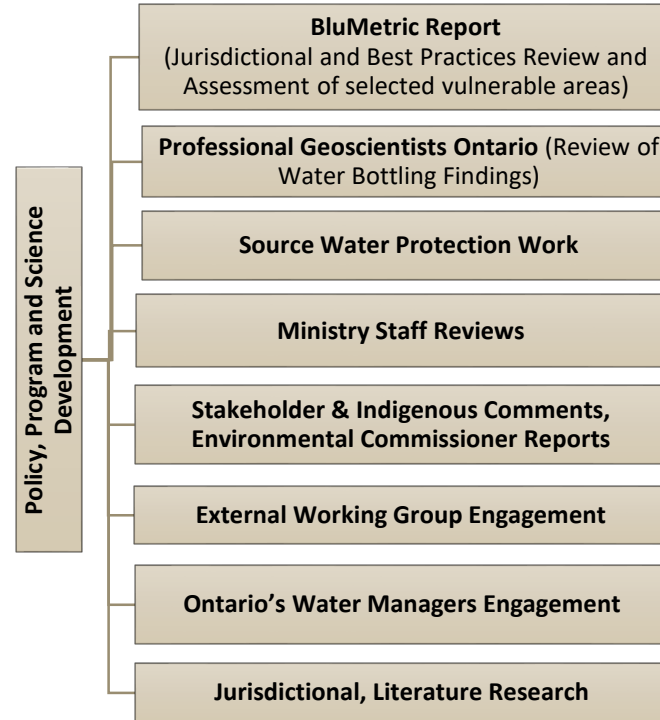 BluMetric Report
(Jurisdictional and Best Practices Review and
Assessment of selected vulnerable areas)
Professional Geoscientists Ontario (Review of
Water Bottling Findings)
Source Water Protection Work
Policy, Program and Science
Development
Ministry Staff Reviews
Stakeholder & Indigenous Comments,
Environmental Commissioner Reports
External Working Group Engagement
Ontario’s Water Managers Engagement
Jurisdictional, Literature Research